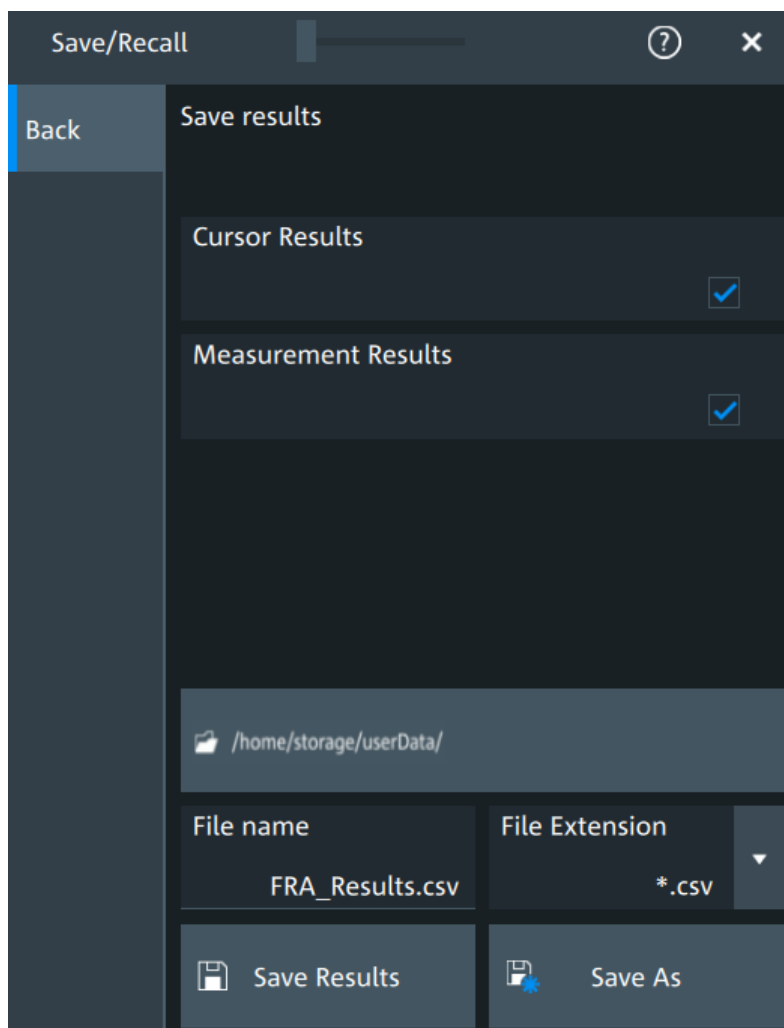 Save/Recall
Back
Save results
Cursor Results
Measurement Results
/home/storage/userData/
File name
File Extension
FRA_Results.csv
*.csv
Save Results
Save As